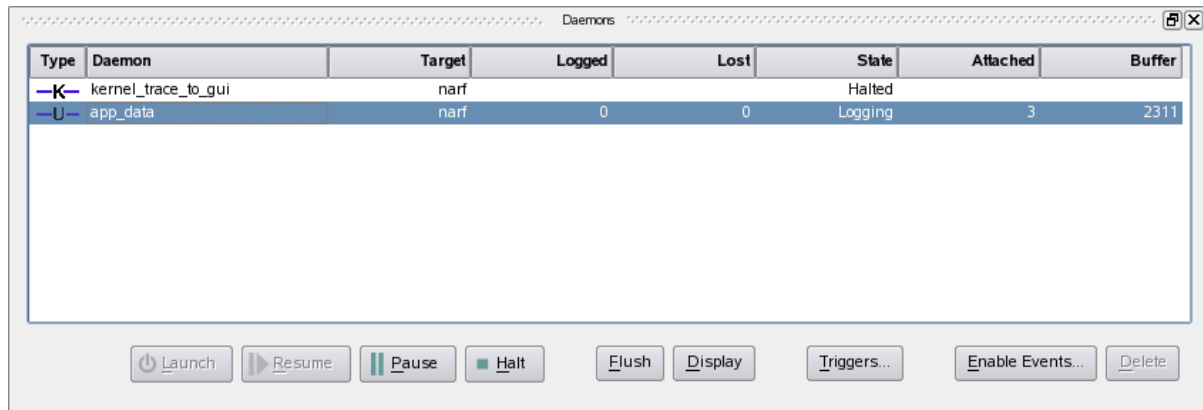 Daemons
Type Daemon Target Logged Lost State Attached Buffer
K kernel_trace_to_gui narf Halted
U app_data narf 0 0 Logging 3 2311
Launch Resume Pause Halt Flush Display Triggers... Enable Events... Delete